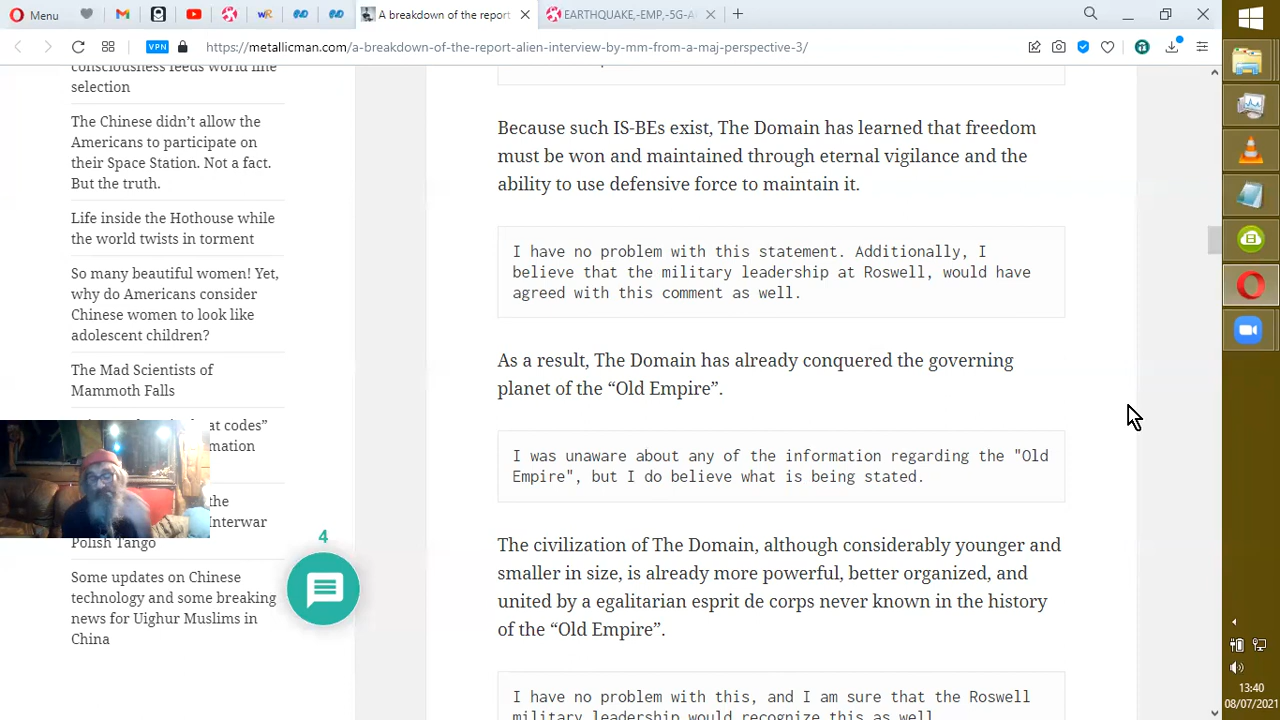 Menu
A breakdown of the report
EARTHQUAKE,-EMP,-5G-A
VPN
https://metallicman.com/a-breakdown-of-the-report-alien-interview-by-mm-from-a-maj-perspective-3/
consciousness feeds world line
selection
The Chinese didn’t allow the
Americans to participate on
their Space Station. Not a fact.
But the truth.
Life inside the Hothouse while
the world twists in torment
So many beautiful women! Yet,
why do Americans consider
Chinese women to look like
adolescent children?
The Mad Scientists of
Mammoth Falls
at codes”
mation
the
Interwar
Polish Tango
Some updates on Chinese
technology and some breaking
news for Uighur Muslims in
China
4
Because such IS-BEs exist, The Domain has learned that freedom
must be won and maintained through eternal vigilance and the
ability to use defensive force to maintain it.
I have no problem with this statement. Additionally, I
believe that the military leadership at Roswell, would have
agreed with this comment as well.
As a result, The Domain has already conquered the governing
planet of the “Old Empire”.
I was unaware about any of the information regarding the "Old
Empire", but I do believe what is being stated.
The civilization of The Domain, although considerably younger and
smaller in size, is already more powerful, better organized, and
united by a egalitarian esprit de corps never known in the history
of the “Old Empire”.
I have no problem with this, and I am sure that the Roswell
military leadership would recognize this as well.
13:40
08/07/2021